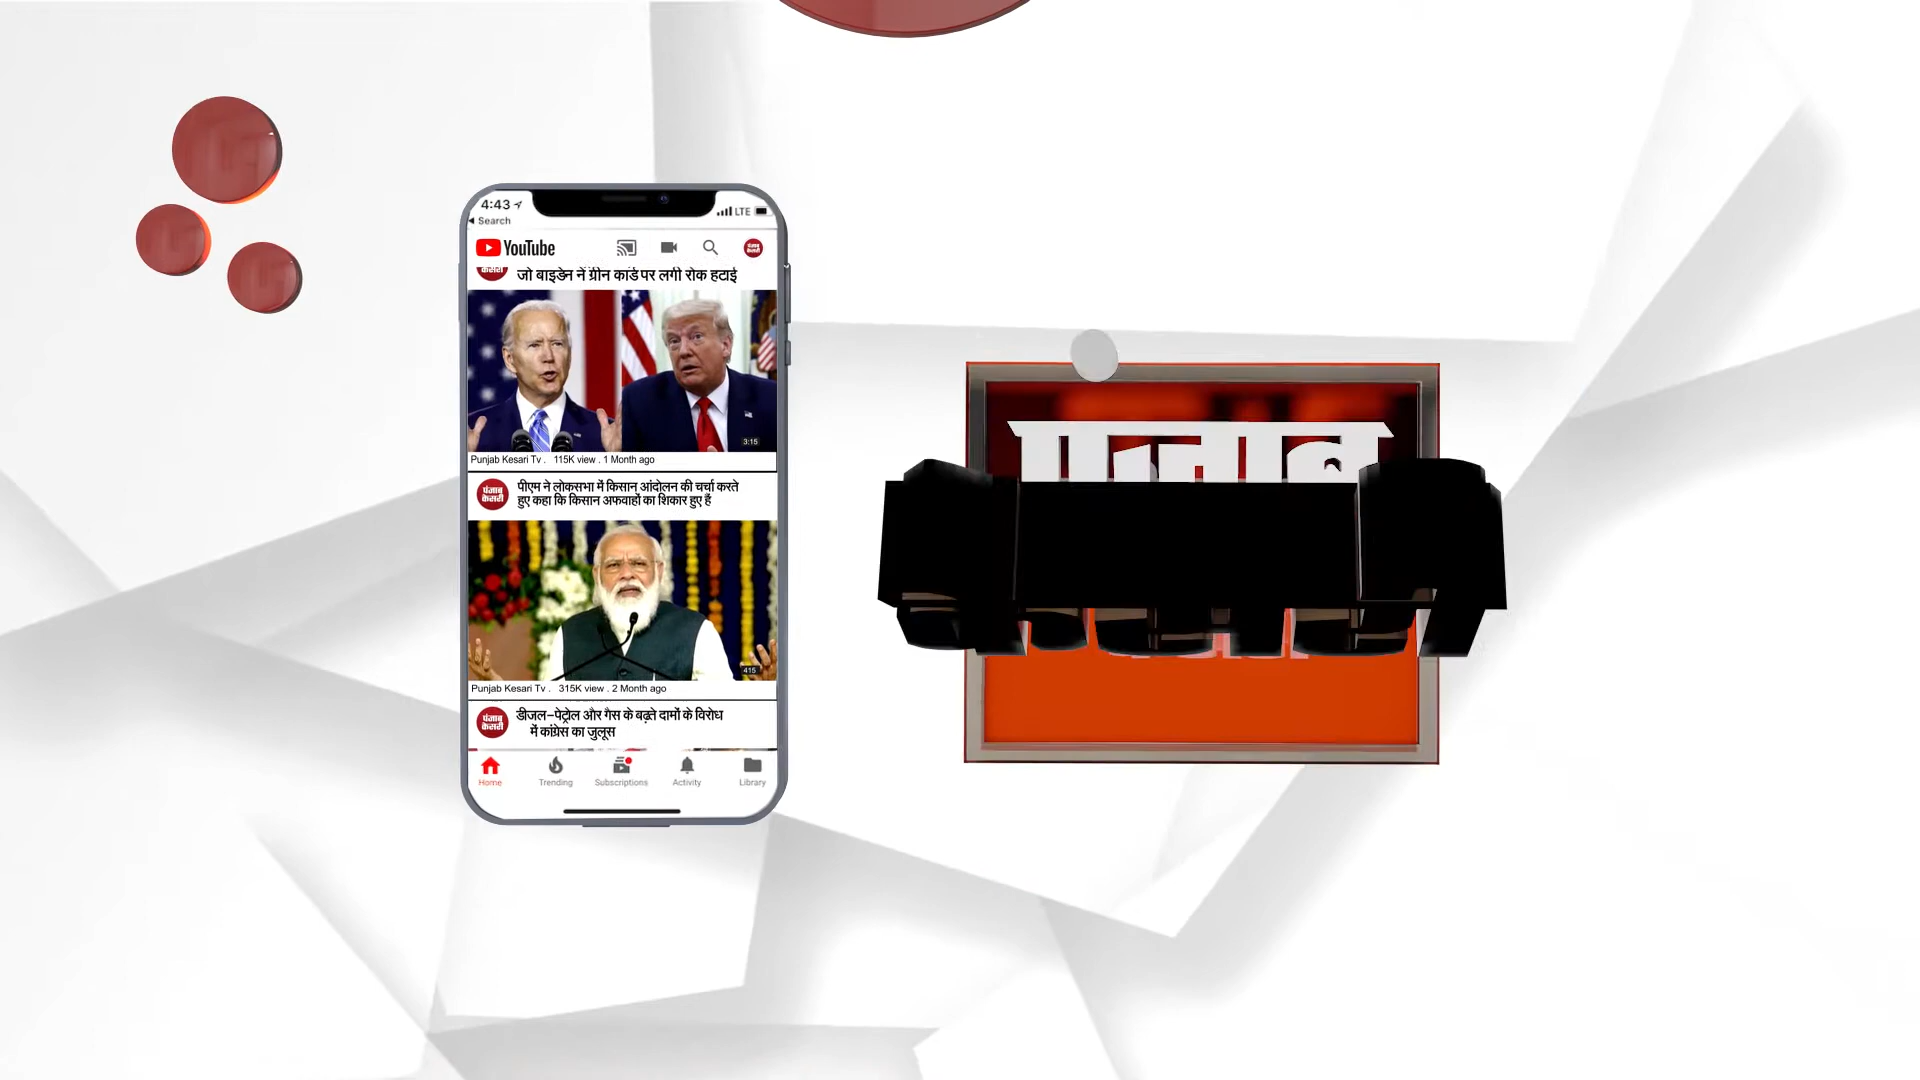 4:43
LTE
Search
YouTube
केसरी
जो बाइडेन ने ग्रीन कार्ड पर लगी रोक हटाई
3:15
Punjab Kesari Tv . 115K view . 1 Month ago
पंजाब
केसरी
पीएम ने लोकसभा में किसान आंदोलन की चर्चा करते
हुए कहा कि किसान अफवाहों का शिकार हुए हैं
415
Punjab Kesari Tv . 315K view . 2 Month ago
पंजाब
केसरी
डीजल-पेट्रोल और गैस के बढ़ते दामों के विरोध
में कांग्रेस का जुलूस
Home Trending Subscriptions Activity Library